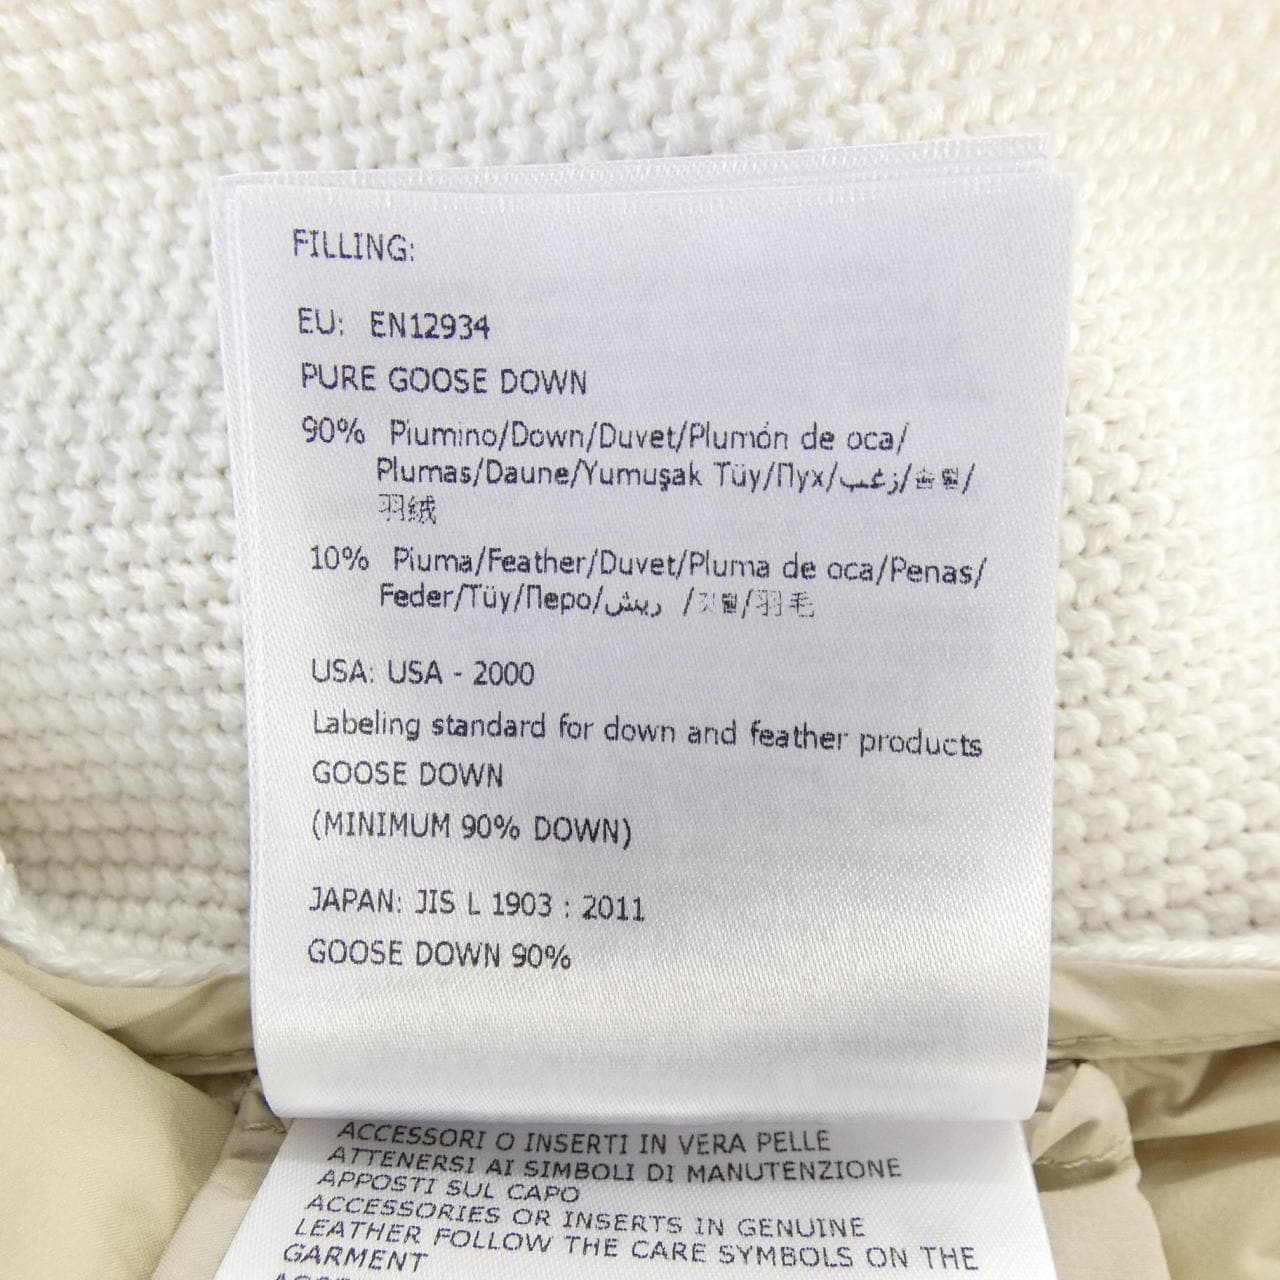 FILLING:
EU: EN12934
PURE GOOSE DOWN
90% Piumino/Down/Duvet/Plumón de oca/
Plumas/Daune/Yumuşak Tüy/Пух/زغب/솜털/
羽绒
10% Piuma/Feather/Duvet/Pluma de oca/Penas/
Feder/Tüy/Перо/ريش /깃털/羽毛
USA: USA - 2000
Labeling standard for down and feather products
GOOSE DOWN
(MINIMUM 90% DOWN)
JAPAN: JIS L 1903 : 2011
GOOSE DOWN 90%
ACCESSORI O INSERTI IN VERA PELLE
ATTENERSI AI SIMBOLI DI MANUTENZIONE
APPOSTI SUL CAPO
ACCESSORIES OR INSERTS IN GENUINE
LEATHER FOLLOW THE CARE SYMBOLS ON THE
GARMENT